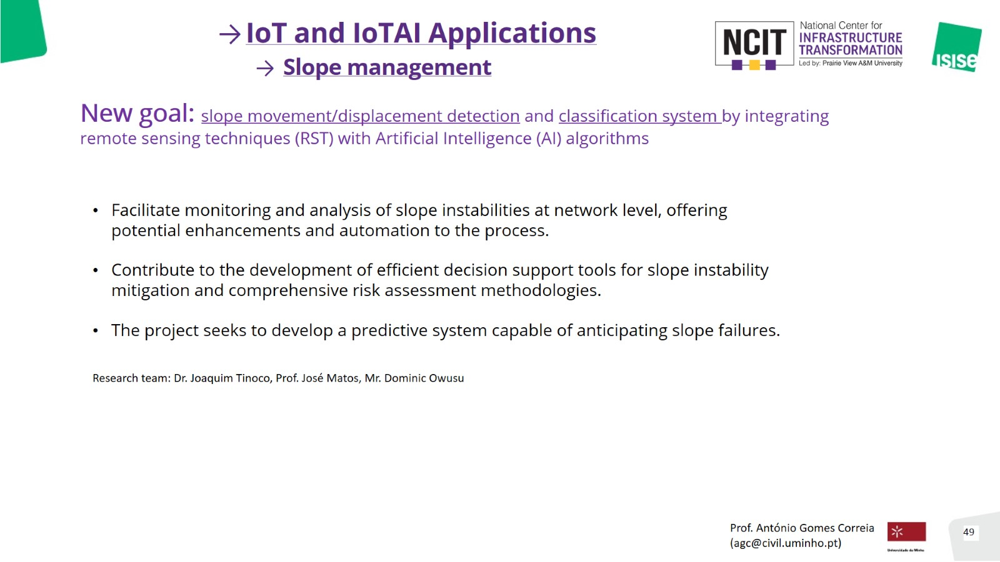 →IoT and IoTAI Applications
→ Slope management
NCIT
National Center for
INFRASTRUCTURE
TRANSFORMATION
Led by: Prairie View A&M University
ISISE
New goal: slope movement/displacement detection and classification system by integrating
remote sensing techniques (RST) with Artificial Intelligence (AI) algorithms
• Facilitate monitoring and analysis of slope instabilities at network level, offering
potential enhancements and automation to the process.
• Contribute to the development of efficient decision support tools for slope instability
mitigation and comprehensive risk assessment methodologies.
• The project seeks to develop a predictive system capable of anticipating slope failures.
Research team: Dr. Joaquim Tinoco, Prof. José Matos, Mr. Dominic Owusu
Prof. António Gomes Correia
(agc@civil.uminho.pt)
Universidade do Minho
49